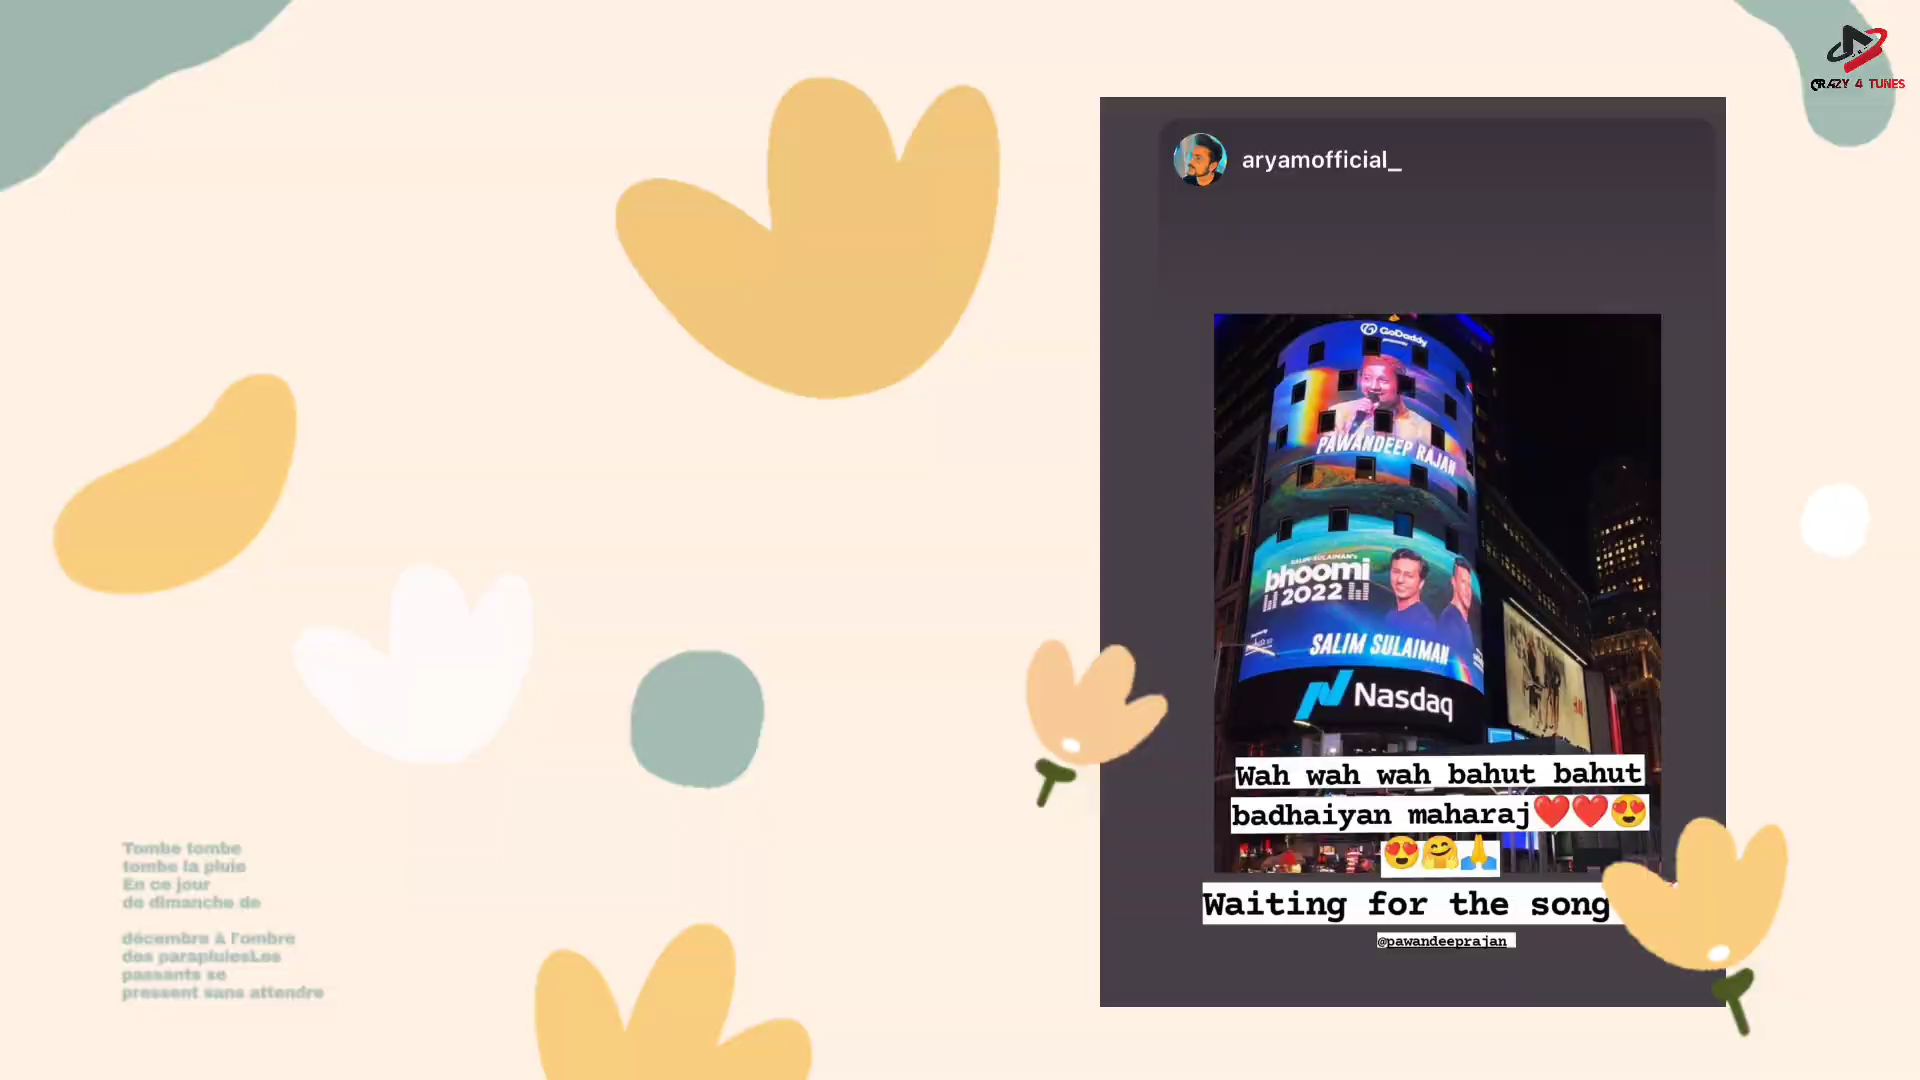 CRAZY 4 TUNES
aryamofficial_
GoDaddy
PAWANDEEP RAJAN
SALIM-SULAIMAN'S
bhoomi
2022
SALIM SULAIMAN
Nasdaq
Wah wah wah bahut bahut
badhaiyan maharaj❤️❤️😍
😍🤗🙏
Waiting for the song
@pawandeeprajan
Tombe tombe
tombe la pluie
En ce jour
de dimanche de
décembre à l'ombre
des parapluiesLes
passants se
pressent sans attendre